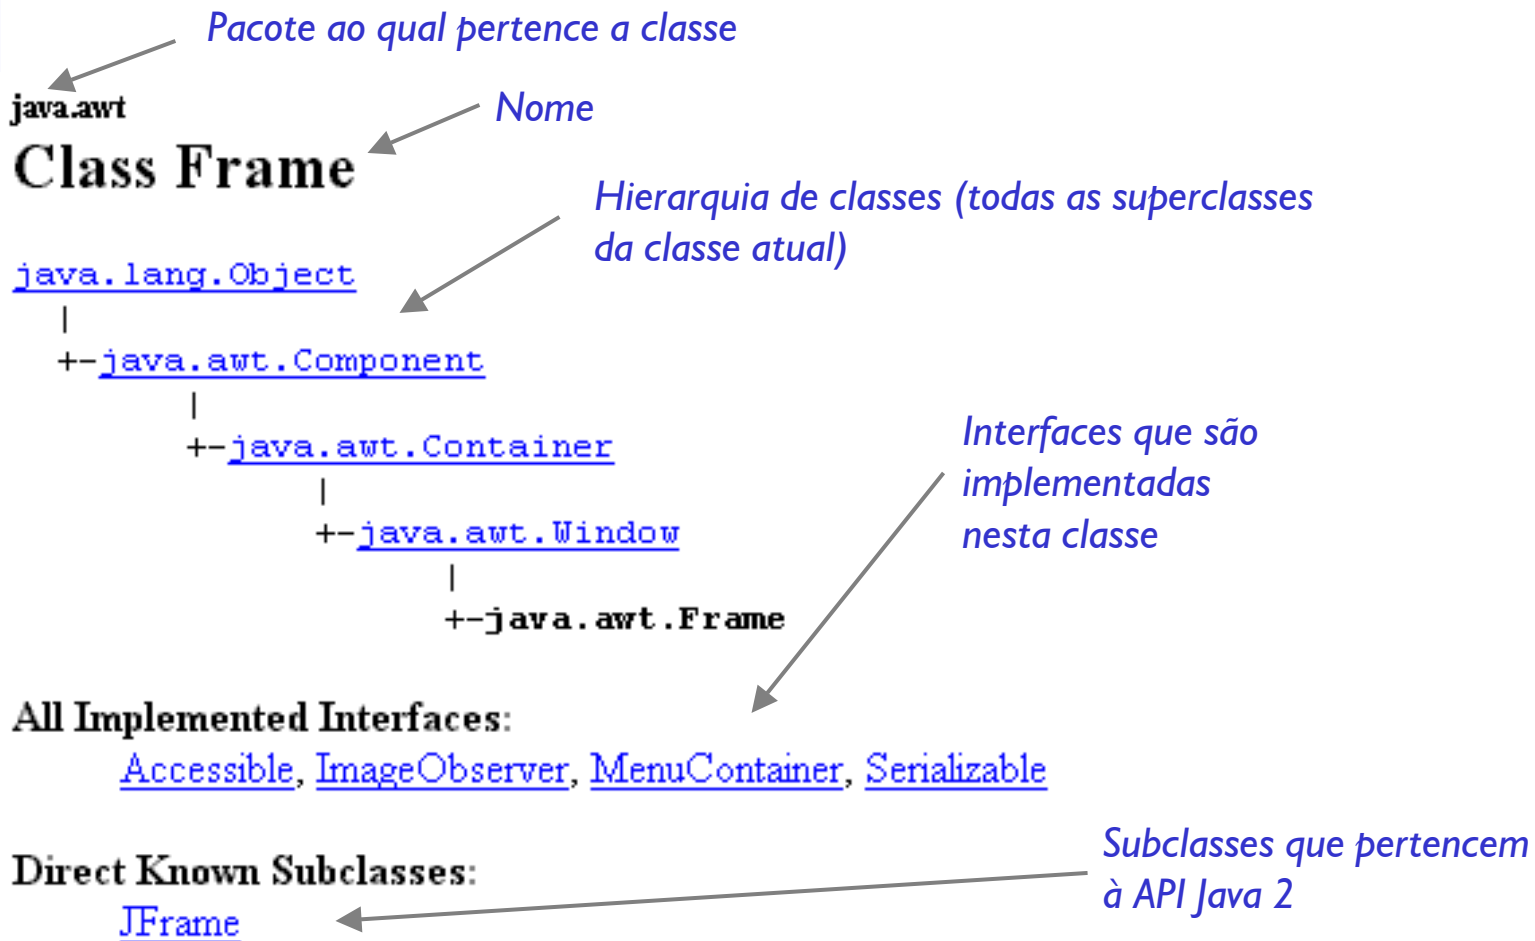 Pacote ao qual pertence a classe
java.awt
Nome
Class Frame
Hierarquia de classes (todas as superclasses
da classe atual)
java.lang.Object
|
+-java.awt.Component
|
+-java.awt.Container
|
+-java.awt.Window
|
+-java.awt.Frame
Interfaces que são
implementadas
nesta classe
All Implemented Interfaces:
Accessible, ImageObserver, MenuContainer, Serializable
Direct Known Subclasses:
JFrame
Subclasses que pertencem
à API Java 2